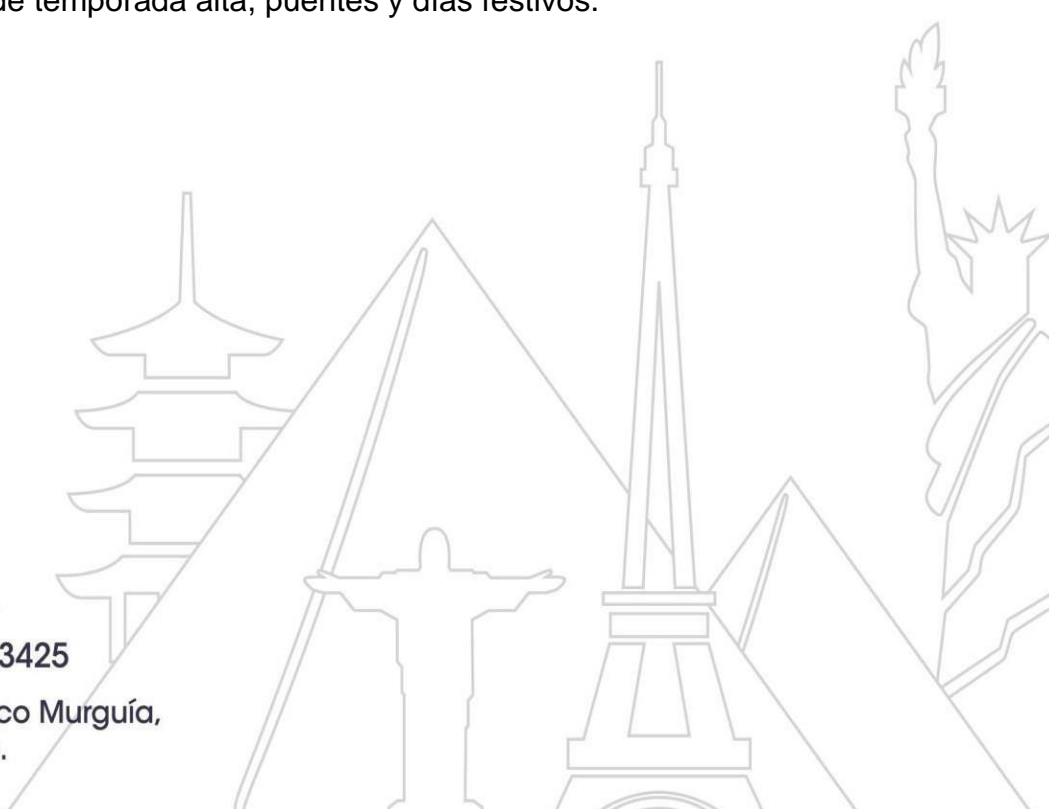 de temporada alta, puentes y días festivos.
3425
co Murguía,
.